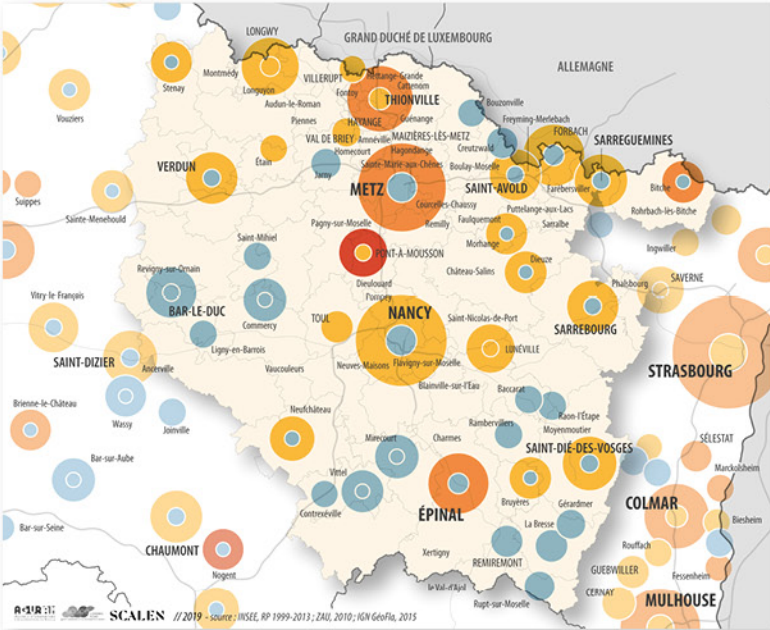 LONGWY
GRAND DUCHÉ DE LUXEMBOURG
ALLEMAGNE
Stenay
Montmédy
Longuyon
VILLERUPT
Hettange-Grande
Cattenom
Fontoy
THIONVILLE
Vouziers
Audun-le-Roman
Guénange
Bouzonville
Piennes
HAYANGE
Freyming-Merlebach
FORBACH
VAL DE BRIEY
Amnéville
MAIZIÈRES-LÈS-METZ
SARREGUEMINES
Homécourt
Hagondange
Creutzwald
VERDUN
Étain
Jarny
Sainte-Marie-aux-Chênes
Boulay-Moselle
Suippes
METZ
SAINT-AVOLD
Farébersviller
Bitche
Sainte-Menehould
Courcelles-Chaussy
Puttelange-aux-Lacs
Rohrbach-lès-Bitche
Pagny-sur-Moselle
Remilly
Faulquemont
Sarralbe
Saint-Mihiel
Morhange
Ingwiller
PONT-À-MOUSSON
Dieuze
Revigny-sur-Ornain
Château-Salins
Phalsbourg
SAVERNE
Dieulouard
Vitry-le-François
Pompey
BAR-LE-DUC
NANCY
Commercy
TOUL
Saint-Nicolas-de-Port
SARREBOURG
Ligny-en-Barrois
LUNÉVILLE
SAINT-DIZIER
Ancerville
Vaucouleurs
Neuves-Maisons
Flavigny-sur-Moselle
STRASBOURG
Blainville-sur-l'Eau
Baccarat
Brienne-le-Château
Wassy
Joinville
Neufchâteau
Raon-l'Étape
Rambervillers
Moyenmoutier
Mirecourt
Charmes
SÉLESTAT
SAINT-DIÉ-DES-VOSGES
Bar-sur-Aube
Vittel
Marckolsheim
Bruyères
Gérardmer
COLMAR
Contrexéville
ÉPINAL
Bar-sur-Seine
La Bresse
Biesheim
CHAUMONT
Xertigny
Rouffach
REMIREMONT
Nogent
GUEBWILLER
Fessenheim
le Val-d'Ajol
CERNAY
Rupt-sur-Moselle
MULHOUSE
SCALEN // 2019 - source : INSEE, RP 1999-2013 ; ZAU, 2010 ; IGN GéoFla, 2015